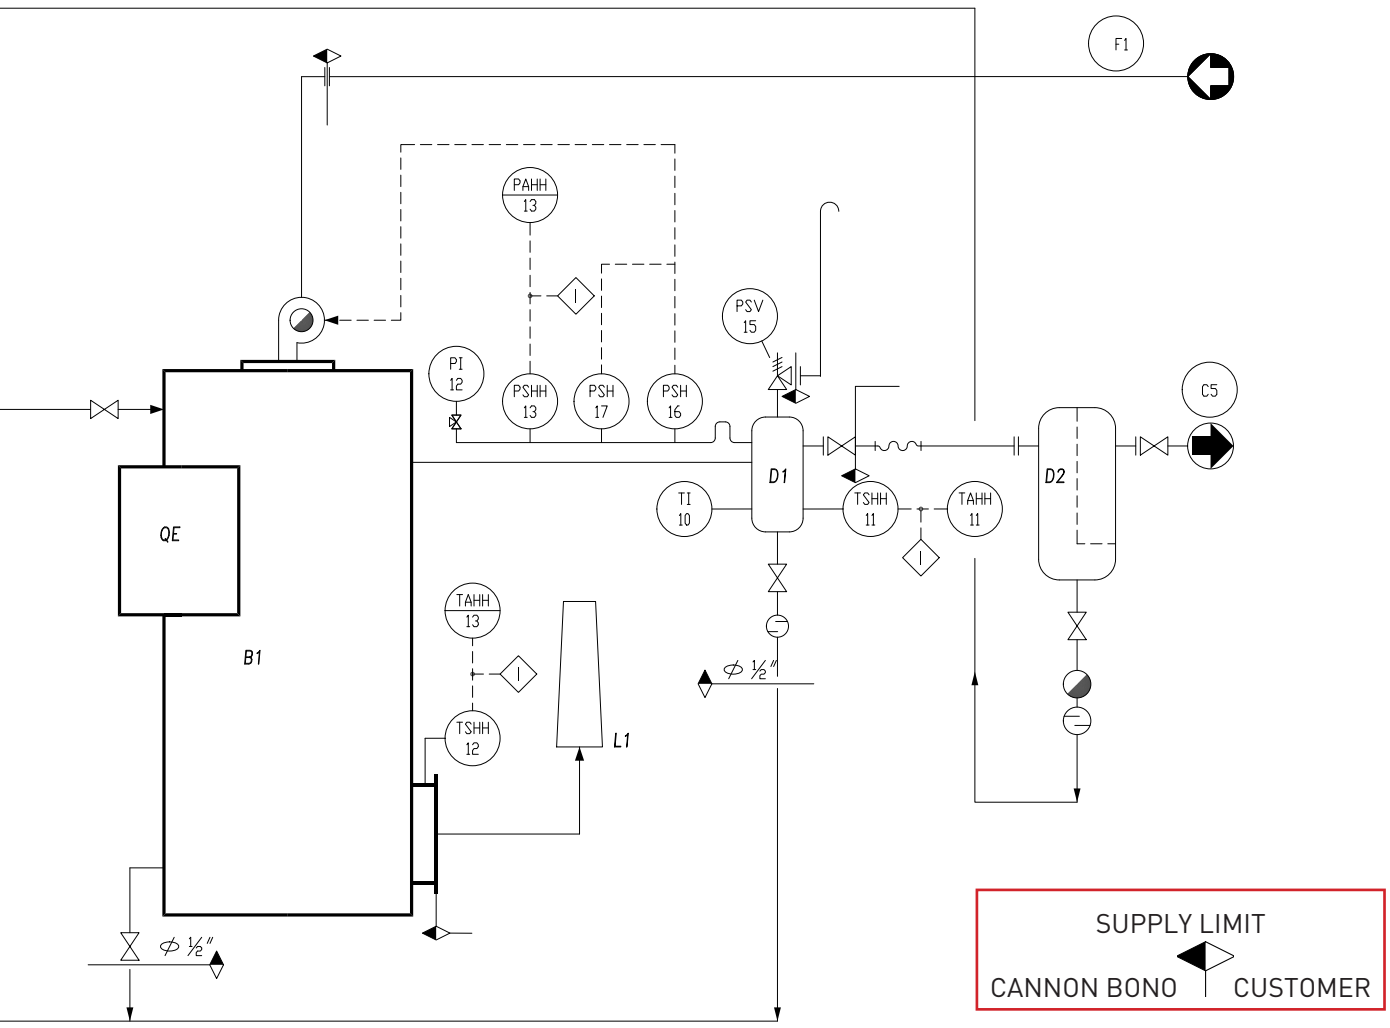 F1
PAHH
13
PSV
15
PI
12
PSHH
13
PSH
17
PSH
16
C5
D1
D2
TI
10
TSHH
11
TAHH
11
I
I
QE
B1
TAHH
13
I
TSHH
12
L1
φ ½"
φ ½"
SUPPLY LIMIT
CANNON BONO CUSTOMER